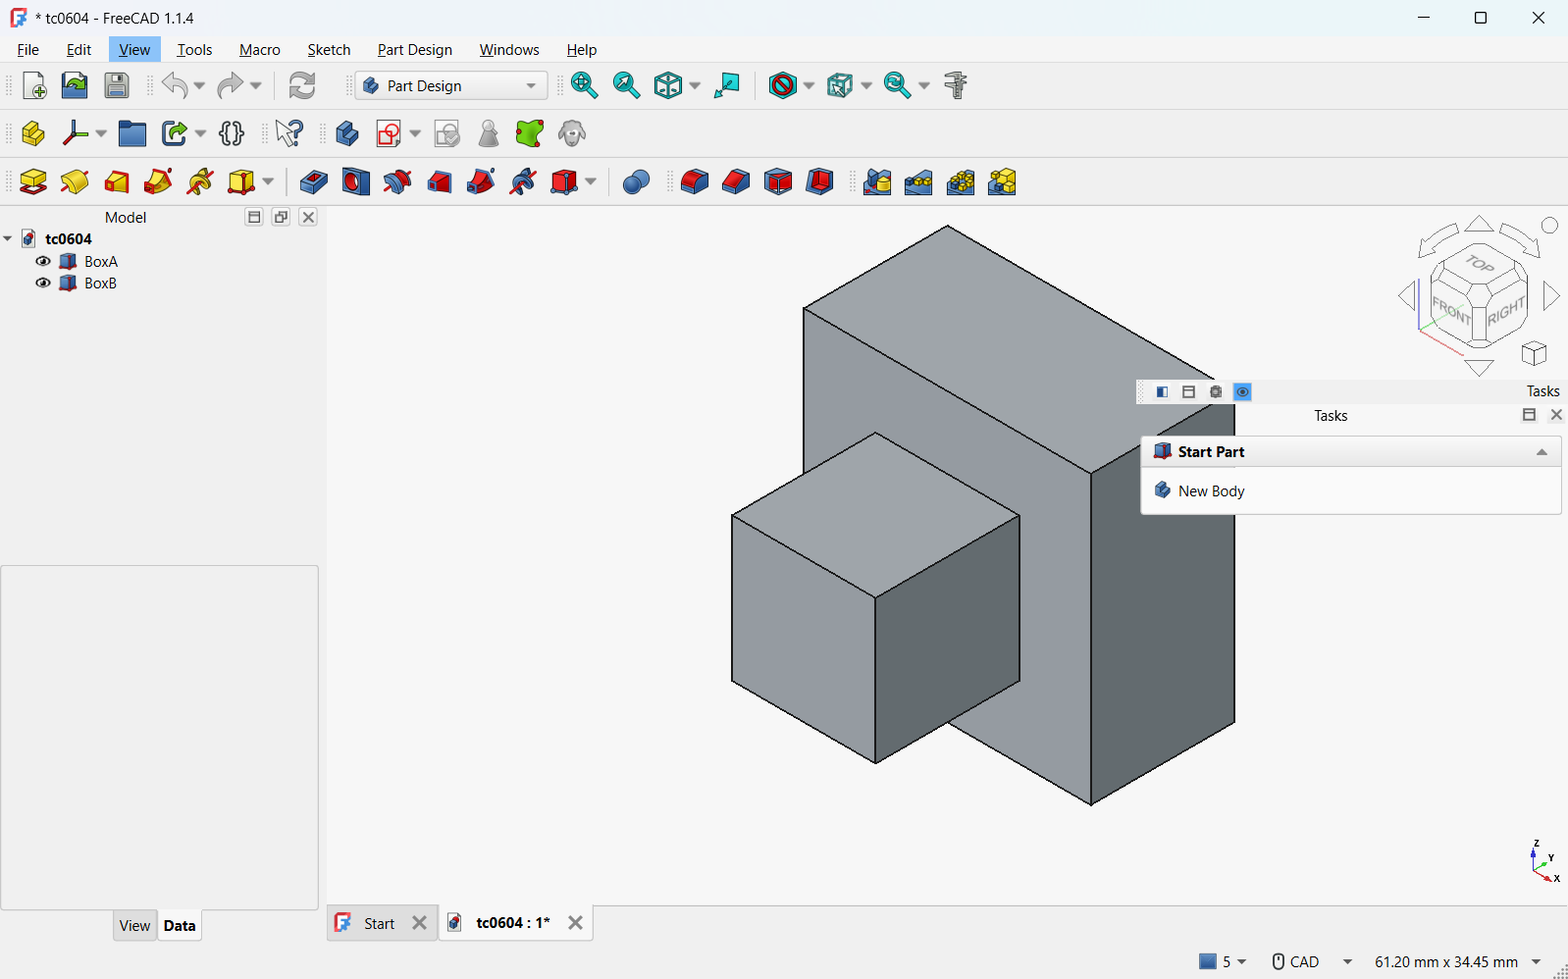 * tc0604 - FreeCAD 1.1.4
File Edit View Tools Macro Sketch Part Design Windows Help
Part Design
Model
tc0604
BoxA
BoxB
TOP
FRONT RIGHT
Tasks
Tasks
Start Part
New Body
Z
Y
X
View Data
Start
tc0604 : 1*
5 CAD 61.20 mm x 34.45 mm